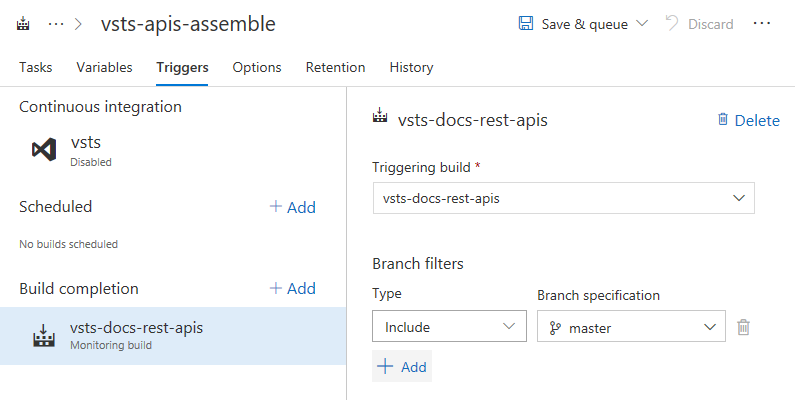 ··· > vsts-apis-assemble
Save & queue Discard ···
Tasks Variables Triggers Options Retention History
Continuous integration
vsts
Disabled
Scheduled + Add
No builds scheduled
Build completion + Add
vsts-docs-rest-apis
Monitoring build
vsts-docs-rest-apis Delete
Triggering build *
vsts-docs-rest-apis
Branch filters
Type Branch specification
Include master
+ Add